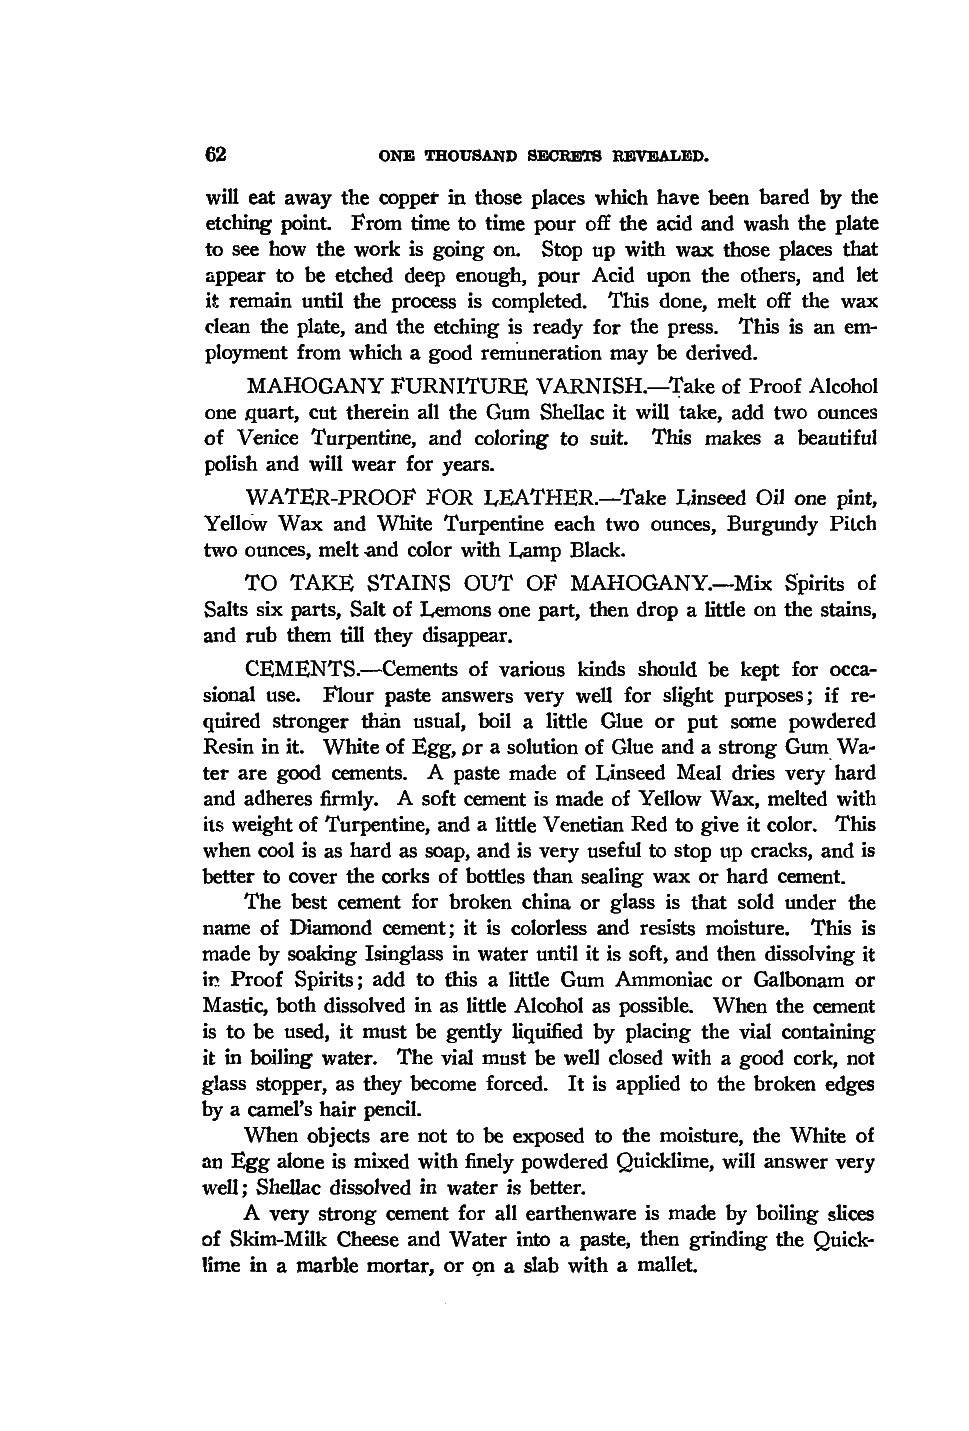 62 ONE THOUSAND SECRETS REVEALED.
will eat away the copper in those places which have been bared by the
etching point. From time to time pour off the acid and wash the plate
to see how the work is going on. Stop up with wax those places that
appear to be etched deep enough, pour Acid upon the others, and let
it remain until the process is completed. This done, melt off the wax
clean the plate, and the etching is ready for the press. This is an em-
ployment from which a good remuneration may be derived.
MAHOGANY FURNITURE VARNISH.—Take of Proof Alcohol
one quart, cut therein all the Gum Shellac it will take, add two ounces
of Venice Turpentine, and coloring to suit. This makes a beautiful
polish and will wear for years.
WATER-PROOF FOR LEATHER.—Take Linseed Oil one pint,
Yellow Wax and White Turpentine each two ounces, Burgundy Pitch
two ounces, melt and color with Lamp Black.
TO TAKE STAINS OUT OF MAHOGANY.—Mix Spirits of
Salts six parts, Salt of Lemons one part, then drop a little on the stains,
and rub them till they disappear.
CEMENTS.—Cements of various kinds should be kept for occa-
sional use. Flour paste answers very well for slight purposes; if re-
quired stronger than usual, boil a little Glue or put some powdered
Resin in it. White of Egg, or a solution of Glue and a strong Gum Wa-
ter are good cements. A paste made of Linseed Meal dries very hard
and adheres firmly. A soft cement is made of Yellow Wax, melted with
its weight of Turpentine, and a little Venetian Red to give it color. This
when cool is as hard as soap, and is very useful to stop up cracks, and is
better to cover the corks of bottles than sealing wax or hard cement.
The best cement for broken china or glass is that sold under the
name of Diamond cement; it is colorless and resists moisture. This is
made by soaking Isinglass in water until it is soft, and then dissolving it
in Proof Spirits; add to this a little Gum Ammoniac or Galbonam or
Mastic, both dissolved in as little Alcohol as possible. When the cement
is to be used, it must be gently liquified by placing the vial containing
it in boiling water. The vial must be well closed with a good cork, not
glass stopper, as they become forced. It is applied to the broken edges
by a camel's hair pencil.
When objects are not to be exposed to the moisture, the White of
an Egg alone is mixed with finely powdered Quicklime, will answer very
well; Shellac dissolved in water is better.
A very strong cement for all earthenware is made by boiling slices
of Skim-Milk Cheese and Water into a paste, then grinding the Quick-
lime in a marble mortar, or on a slab with a mallet.